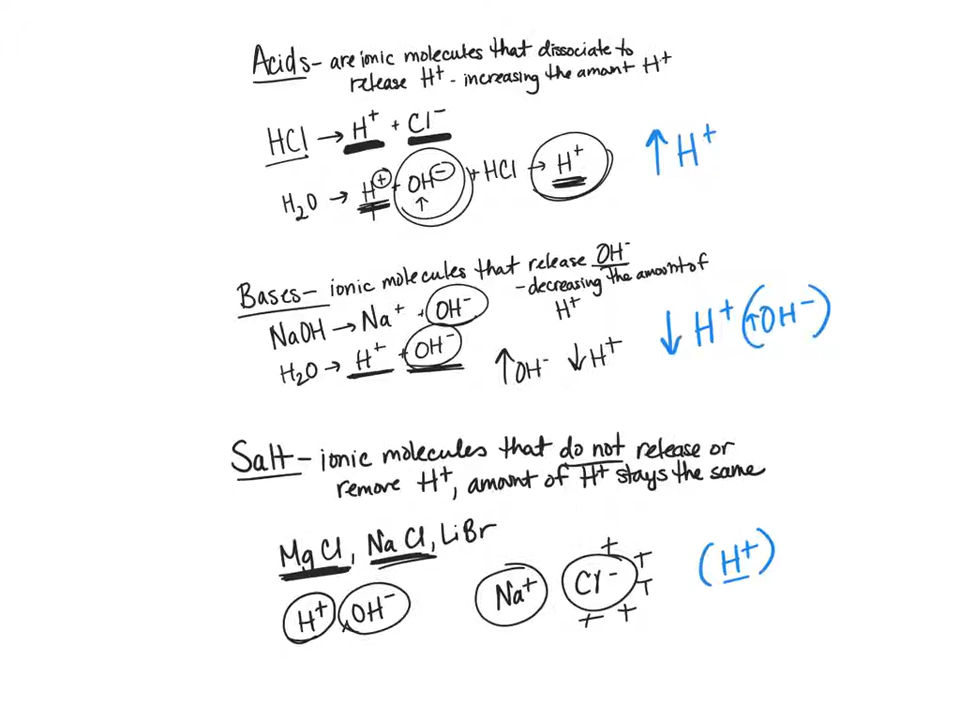 Acids - are ionic molecules that dissociate to
release H+ - increasing the amount H+
HCl → H+ + Cl-
↑ H+
H2O → H+ + OH- + HCl → H+
↑
Bases - ionic molecules that release OH-
- decreasing the amount of
H+
NaOH → Na+ + OH-
↓ H+ (↑OH-)
H2O → H+ + OH-
↑OH- ↓H+
Salt - ionic molecules that do not release or
remove H+, amount of H+ stays the same
MgCl, NaCl, LiBr
(H+)
H+ OH- Na+ Cl- + + + + +